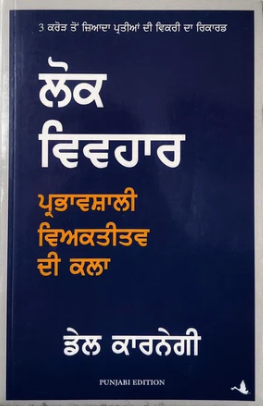 3 ਕਰੋੜ ਤੋਂ ਜ਼ਿਆਦਾ ਪ੍ਰਤੀਆਂ ਦੀ ਵਿਕਰੀ ਦਾ ਰਿਕਾਰਡ
ਲੋਕ
ਵਿਵਹਾਰ
ਪ੍ਰਭਾਵਸ਼ਾਲੀ
ਵਿਅਕਤੀਤਵ
ਦੀ ਕਲਾ
ਡੇਲ ਕਾਰਨੇਗੀ
PUNJABI EDITION